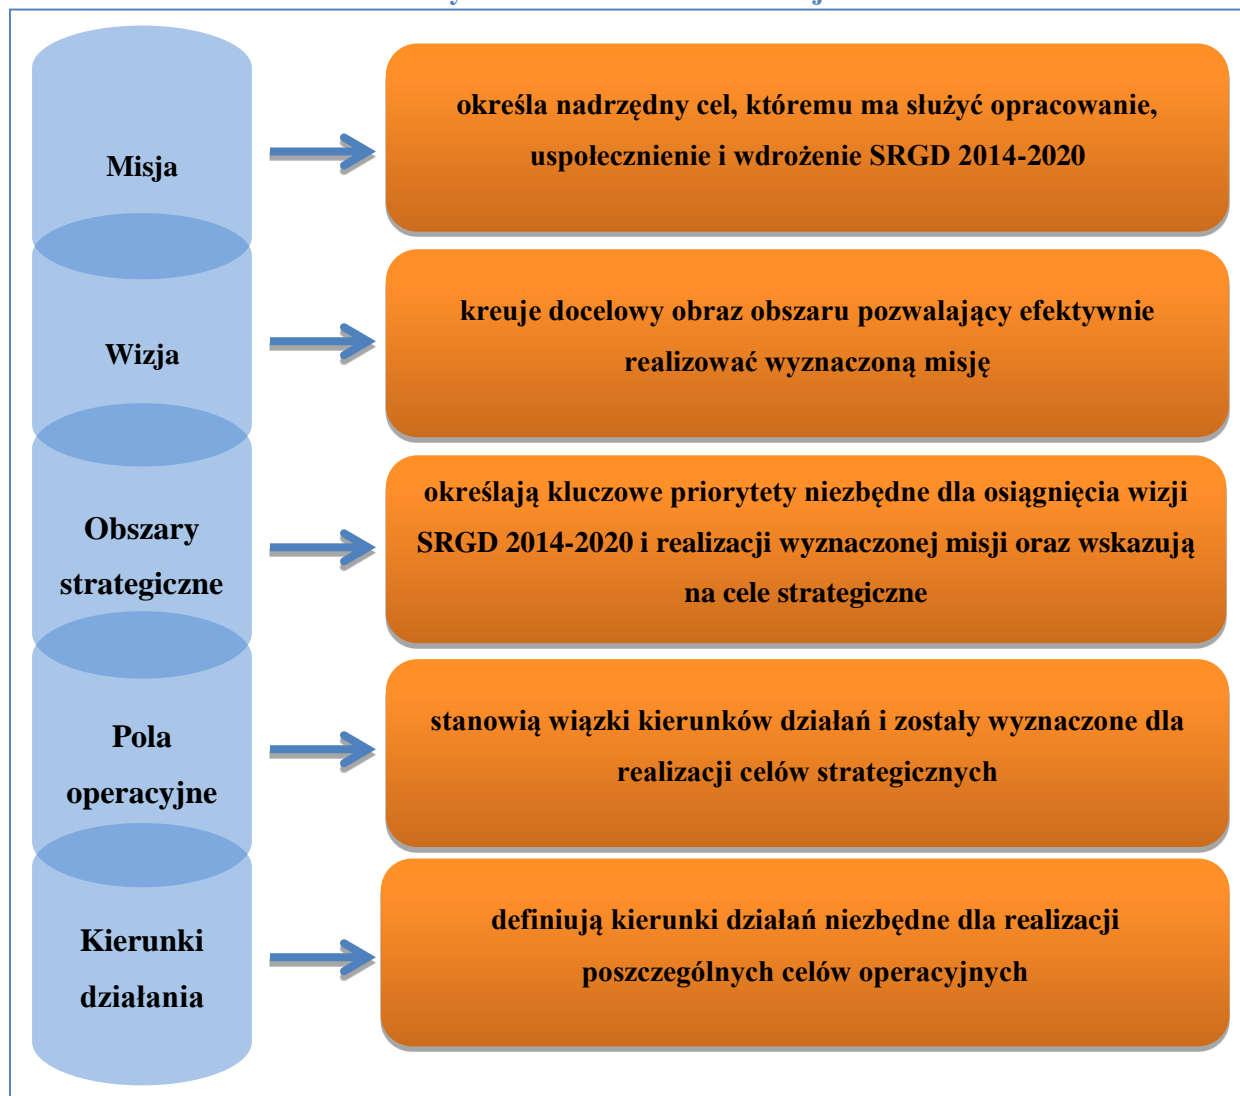 Misja
określa nadrzędny cel, któremu ma służyć opracowanie,
uspołecznienie i wdrożenie SRGD 2014-2020
Wizja
kreuje docelowy obraz obszaru pozwalający efektywnie
realizować wyznaczoną misję
Obszary
strategiczne
określają kluczowe priorytety niezbędne dla osiągnięcia wizji
SRGD 2014-2020 i realizacji wyznaczonej misji oraz wskazują
na cele strategiczne
Pola
operacyjne
stanowią wiązki kierunków działań i zostały wyznaczone dla
realizacji celów strategicznych
Kierunki
działania
definiują kierunki działań niezbędne dla realizacji
poszczególnych celów operacyjnych